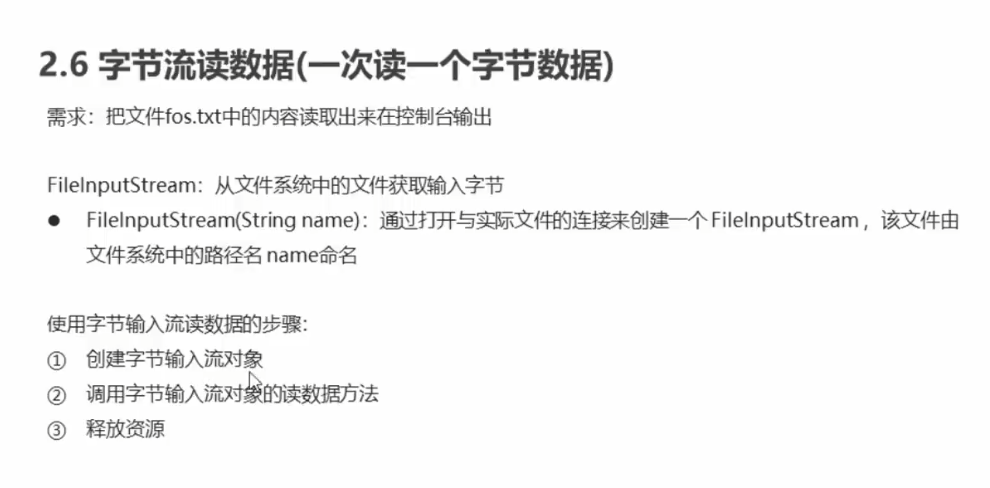 2.6 字节流读数据(一次读一个字节数据)
需求：把文件fos.txt中的内容读取出来在控制台输出
FileInputStream：从文件系统中的文件获取输入字节
● FileInputStream(String name)：通过打开与实际文件的连接来创建一个 FileInputStream ，该文件由
文件系统中的路径名 name命名
使用字节输入流读数据的步骤：
① 创建字节输入流对象
② 调用字节输入流对象的读数据方法
③ 释放资源